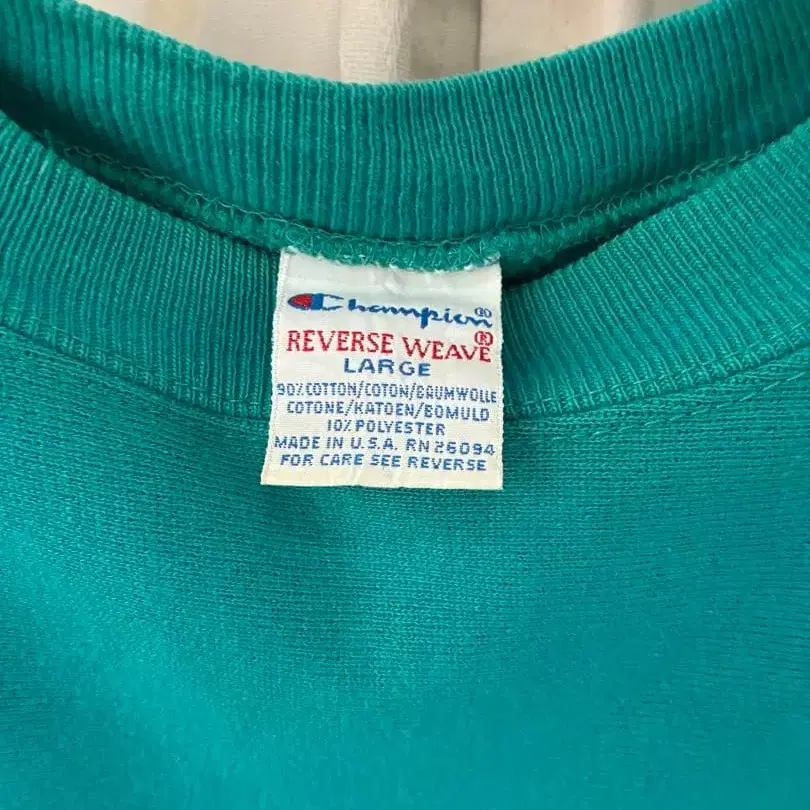 Champion®
REVERSE WEAVE®
LARGE
90% COTTON/COTON/BAUMWOLLE
COTONE/KATOEN/BOMULD
10% POLYESTER
MADE IN U.S.A. RN 26094
FOR CARE SEE REVERSE